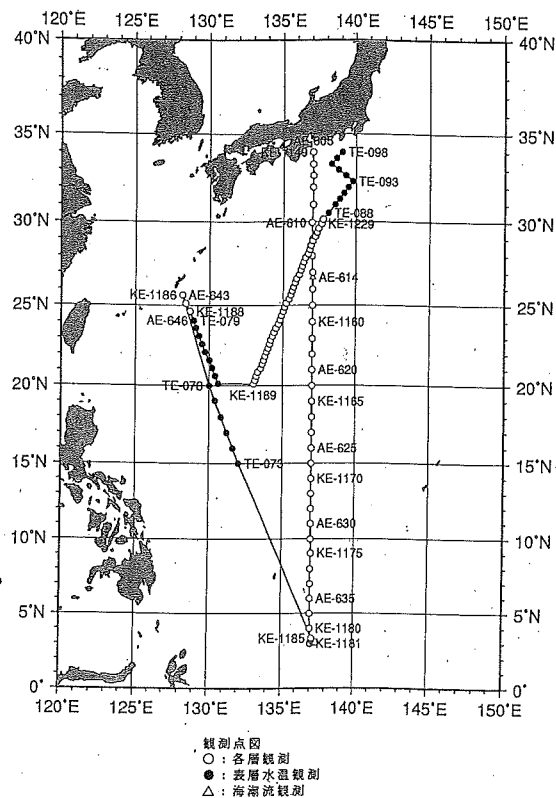 120°E 125°E 130°E 135°E 140°E 145°E 150°E
40°N 40°N
35°N 35°N
TE-098
TE-093
TE-088
30°N AE-610 KE-1229 30°N
AE-614
KE-1186 AE-643
25°N 25°N
KE-1188
AE-646 TE-079 KE-1160
AE-620
20°N TE-078 KE-1189 20°N
KE-1165
AE-625
15°N TE-073 15°N
KE-1170
AE-630
10°N KE-1175 10°N
AE-635
5°N 5°N
KE-1180
KE-1185 KE-1181
0° 0°
120°E 125°E 130°E 135°E 140°E 145°E 150°E
観測点図
○ : 各層観測
● : 表層水温観測
△ : 海潮流観測